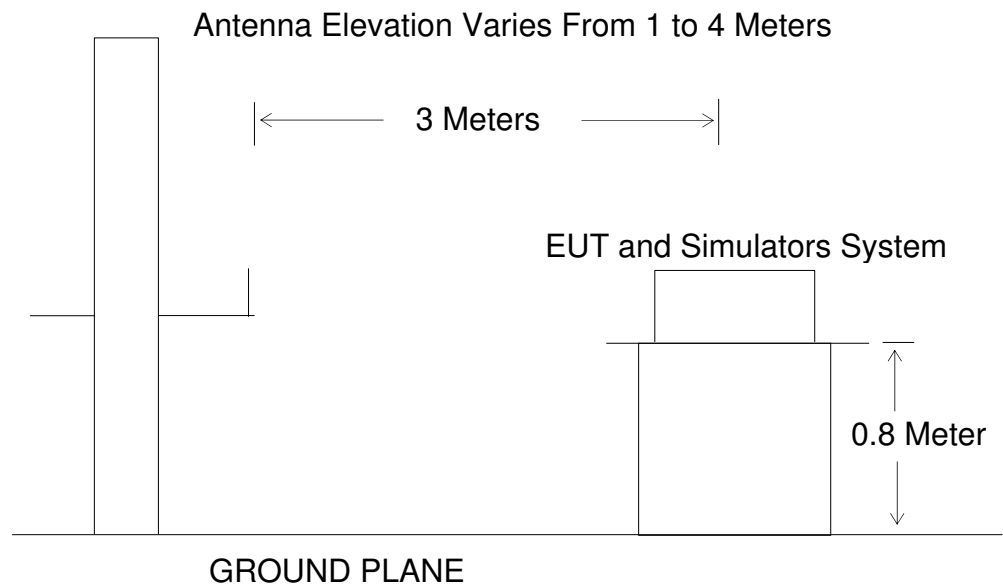 Antenna Elevation Varies From 1 to 4 Meters
3 Meters
EUT and Simulators System
0.8 Meter
GROUND PLANE